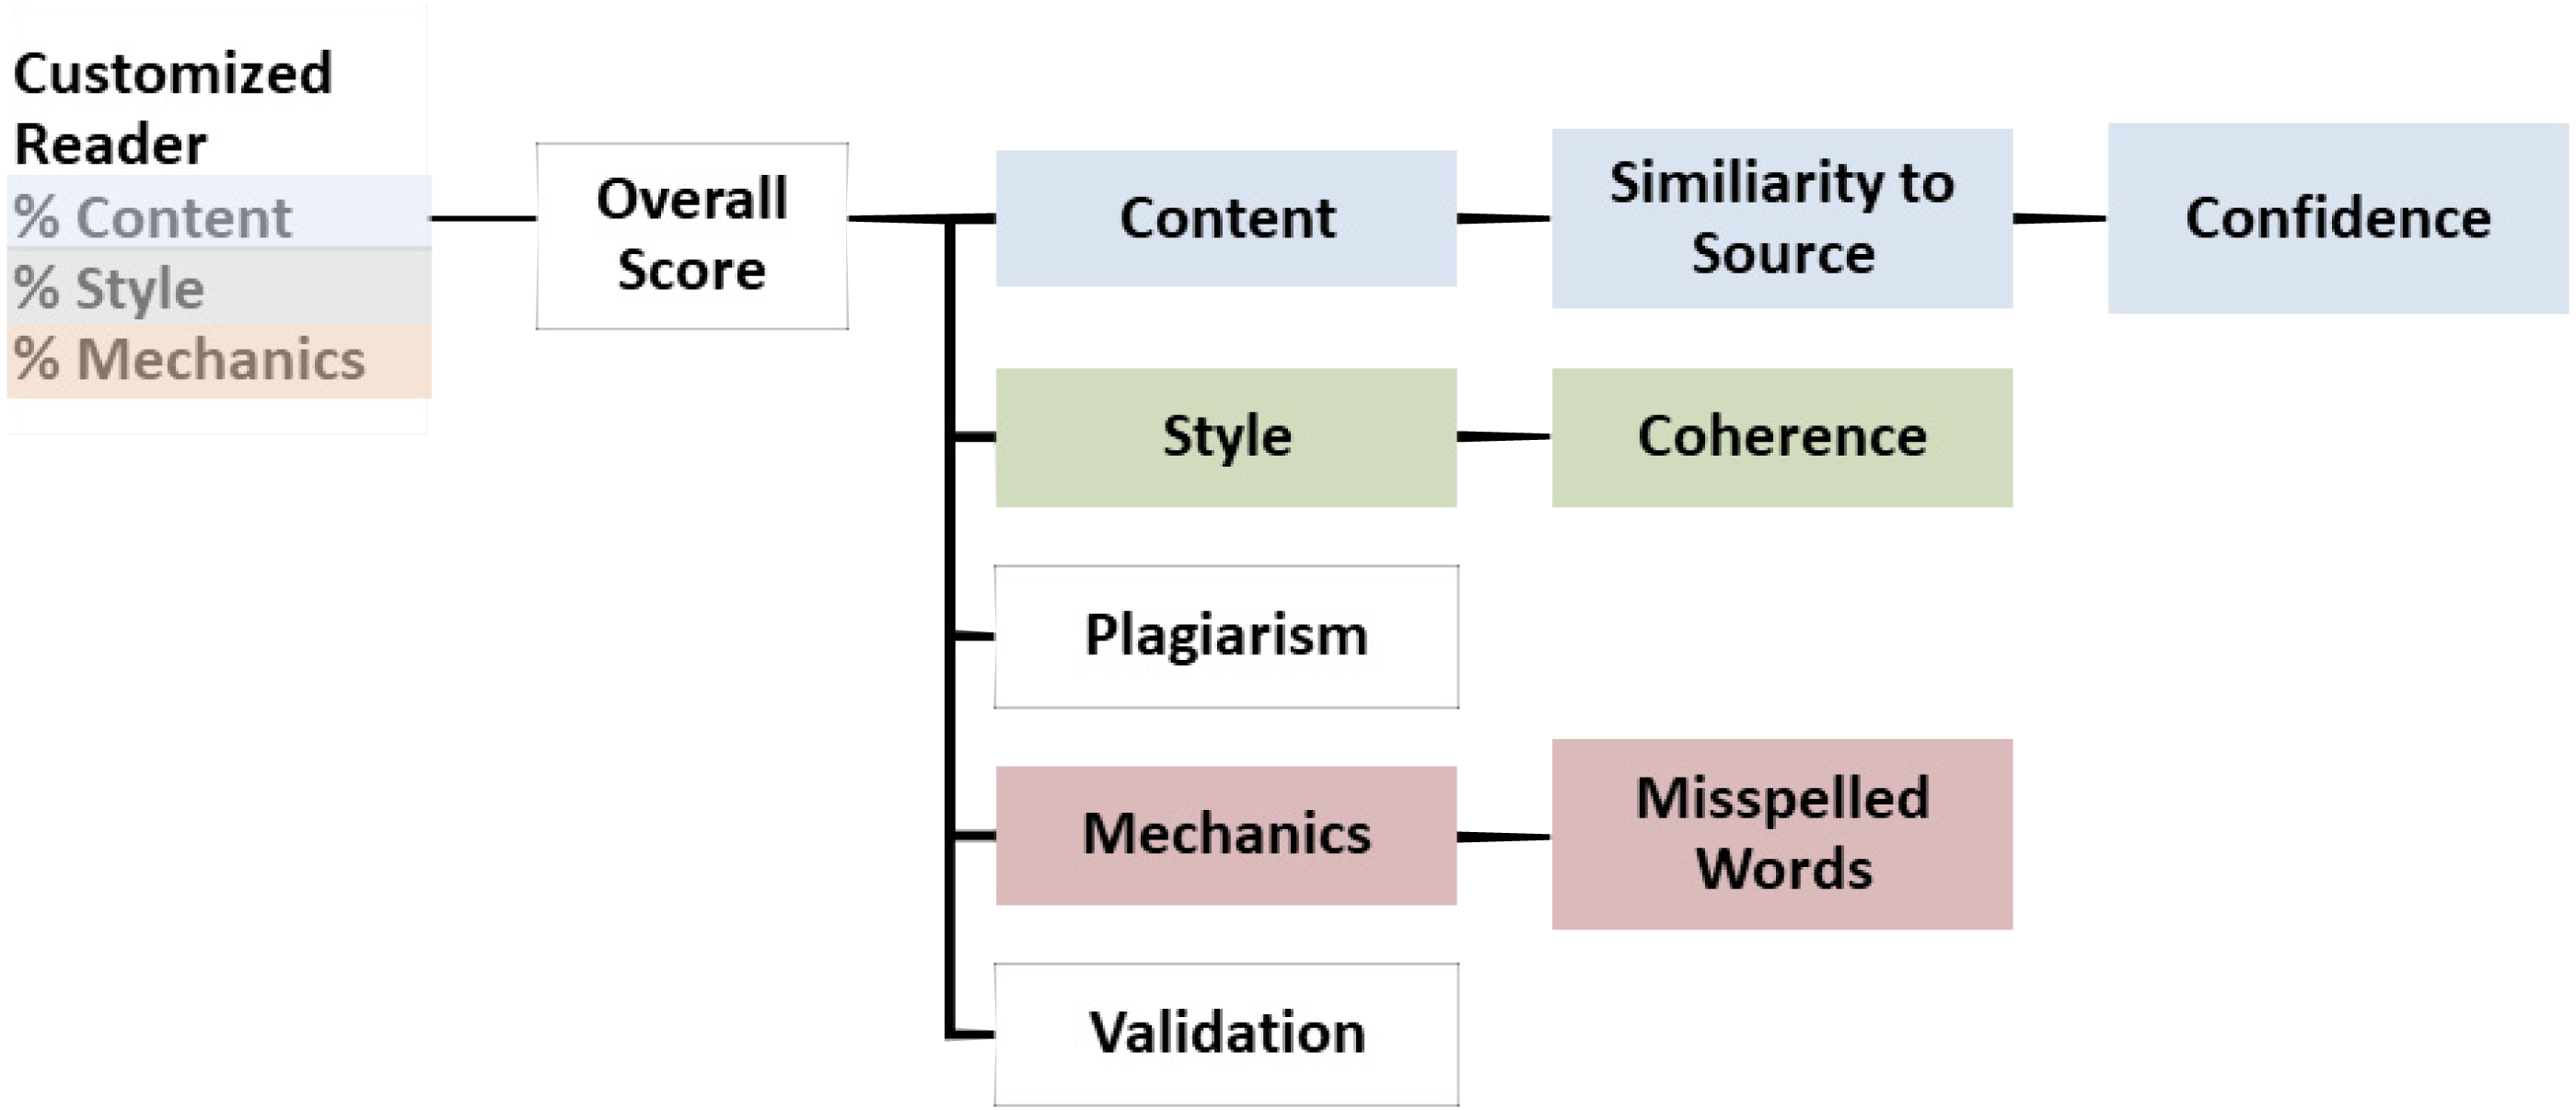 Customized
Reader
% Content
% Style
% Mechanics
Overall
Score
Content
Similiarity to
Source
Confidence
Style
Coherence
Plagiarism
Mechanics
Misspelled
Words
Validation